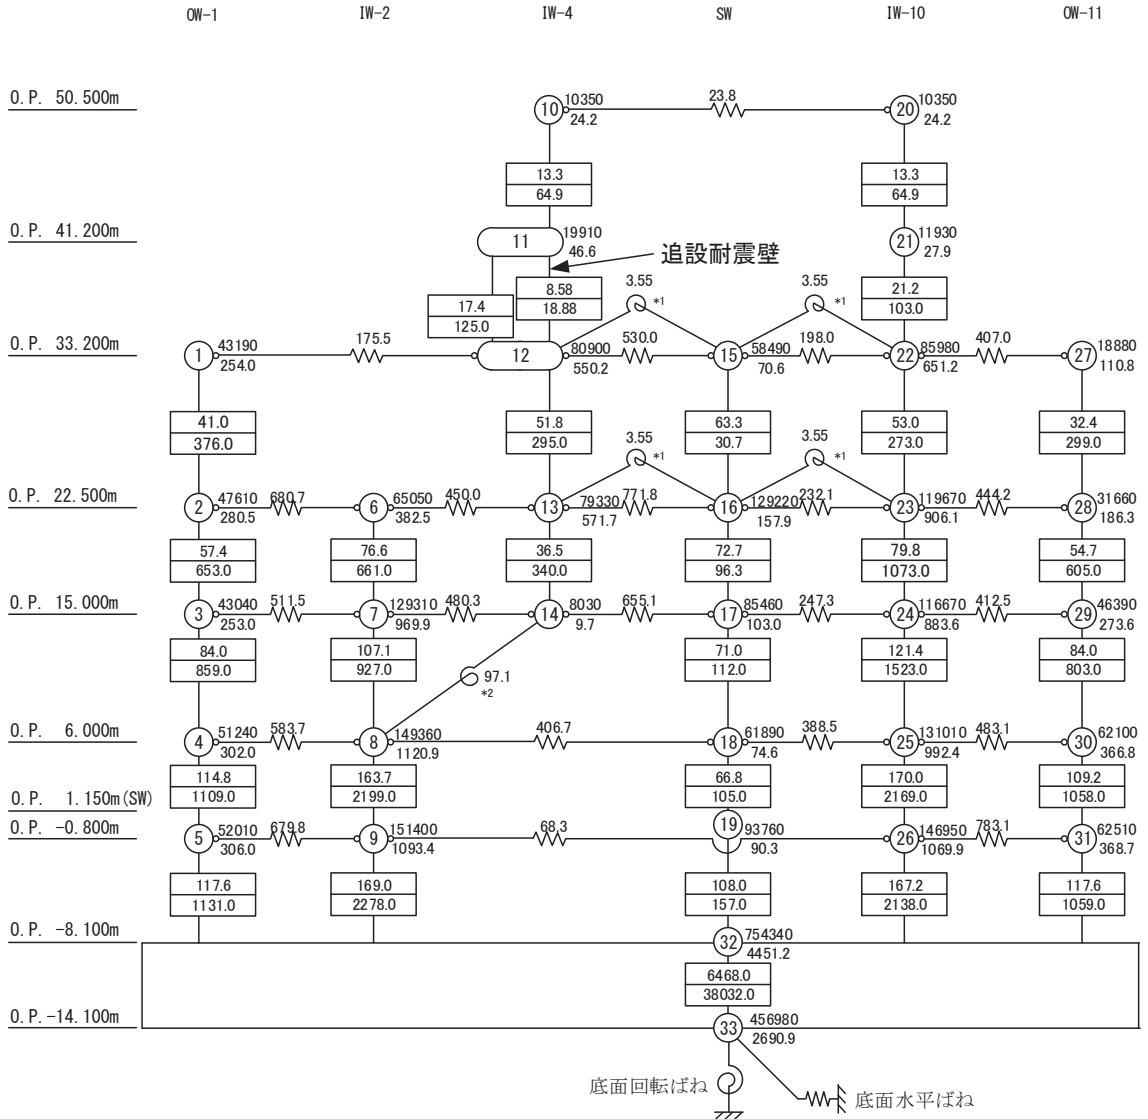 OW-1 IW-2 IW-4 SW IW-10 OW-11
O.P. 50.500m 10 10350 23.8 20 10350
24.2 24.2
13.3 13.3
64.9 64.9
O.P. 41.200m 11 19910 21 11930
46.6 27.9
追設耐震壁
8.58 3.55 3.55 21.2
17.4 18.88 *1 *1 103.0
125.0
O.P. 33.200m 1 43190 175.5 12 80900 530.0 15 58490 198.0 22 85980 407.0 27 18880
254.0 550.2 70.6 651.2 110.8
41.0 51.8 63.3 53.0 32.4
376.0 295.0 30.7 273.0 299.0
3.55 3.55
*1 *1
O.P. 22.500m 2 47610 680.7 6 65050 450.0 13 79330 771.8 16 129220 232.1 23 119670 444.2 28 31660
280.5 382.5 571.7 157.9 906.1 186.3
57.4 76.6 36.5 72.7 79.8 54.7
653.0 661.0 340.0 96.3 1073.0 605.0
O.P. 15.000m 3 43040 511.5 7 129310 480.3 14 8030 655.1 17 85460 247.3 24 116670 412.5 29 46390
253.0 969.9 9.7 103.0 883.6 273.6
84.0 107.1 71.0 121.4 84.0
859.0 927.0 112.0 1523.0 803.0
97.1
*2
O.P. 6.000m 4 51240 583.7 8 149360 406.7 18 61890 388.5 25 131010 483.1 30 62100
302.0 1120.9 74.6 992.4 366.8
114.8 163.7 66.8 170.0 109.2
1109.0 2199.0 105.0 2169.0 1058.0
O.P. 1.150m(SW)
O.P. -0.800m 5 52010 679.8 9 151400 68.3 19 93760 26 146950 783.1 31 62510
306.0 1093.4 90.3 1069.9 368.7
117.6 169.0 108.0 167.2 117.6
1131.0 2278.0 157.0 2138.0 1059.0
O.P. -8.100m 32 754340
4451.2
6468.0
38032.0
O.P.-14.100m 33 456980
2690.9
底面回転ばね 底面水平ばね